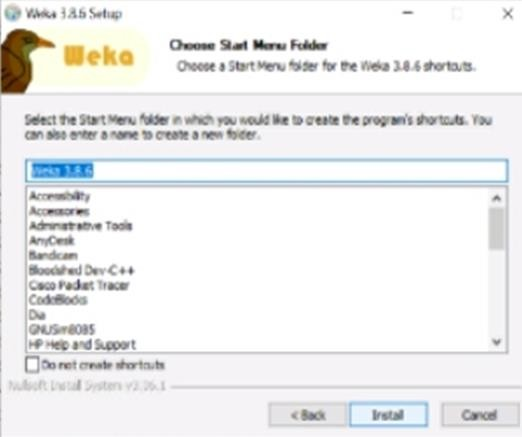 Weka 3.8.6 Setup
Weka
Choose Start Menu Folder
Choose a Start Menu folder for the Weka 3.8.6 shortcuts.
Select the Start Menu folder in which you would like to create the program's shortcuts. You
can also enter a name to create a new folder.
Weka 3.8.6
Accessibility
Accessories
Administrative Tools
AnyDesk
Bandicam
Bloodshed Dev-C++
Cisco Packet Tracer
CodeBlocks
Dia
GNUSim8085
HP Help and Support
Do not create shortcuts
Nullsoft Install System
< Back
Install
Cancel